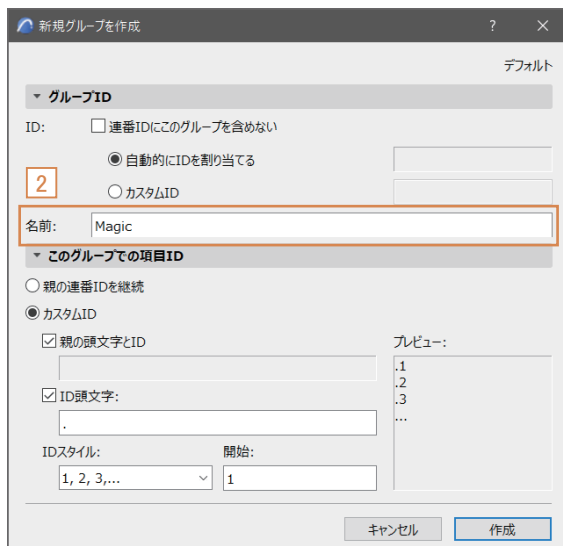 新規グループを作成 ? ×
デフォルト
グループID
ID: 連番IDにこのグループを含めない
自動的にIDを割り当てる
2
カスタムID
名前: Magic
このグループでの項目ID
親の連番IDを継続
カスタムID
親の頭文字とID
プレビュー:
.1
.2
.3
...
ID頭文字:
.
IDスタイル: 開始:
1, 2, 3,... 1
キャンセル 作成